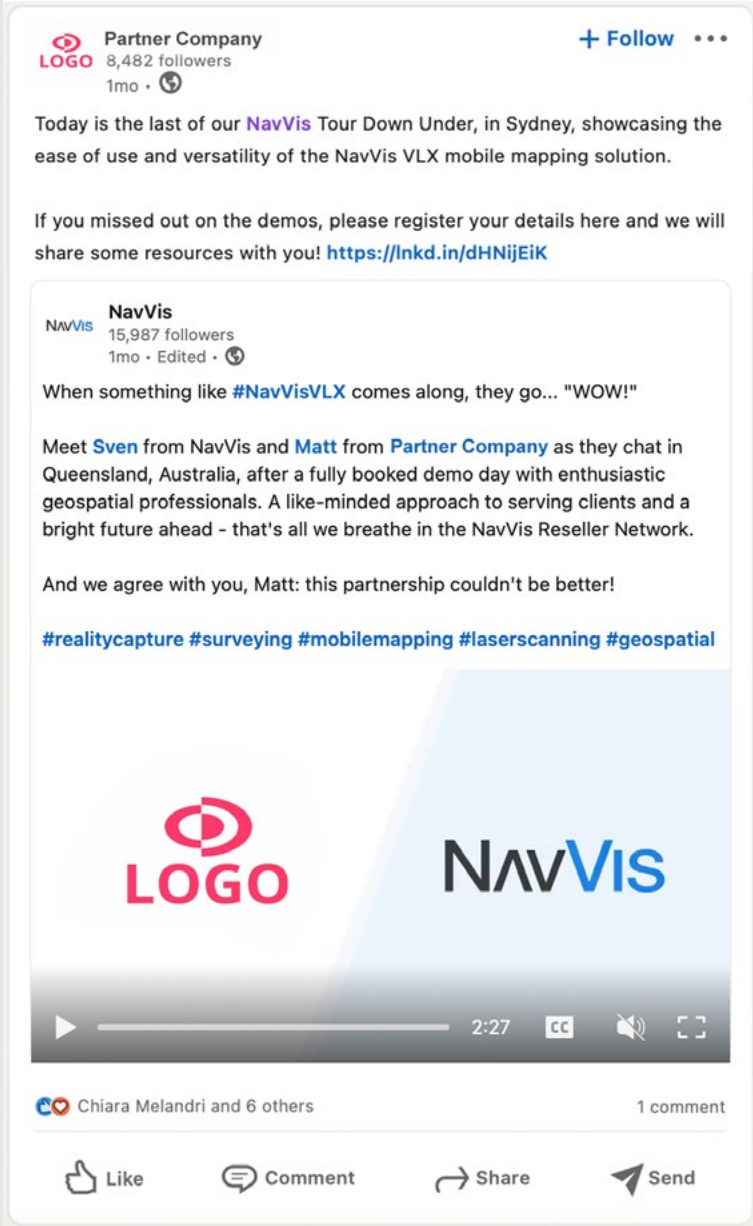 Partner Company
+ Follow
LOGO
8,482 followers
1mo •
Today is the last of our NavVis Tour Down Under, in Sydney, showcasing the
ease of use and versatility of the NavVis VLX mobile mapping solution.
If you missed out on the demos, please register your details here and we will
share some resources with you! https://lnkd.in/dHNijEiK
NAVVIS
NavVis
15,987 followers
1mo • Edited •
When something like #NavVisVLX comes along, they go... "WOW!"
Meet Sven from NavVis and Matt from Partner Company as they chat in
Queensland, Australia, after a fully booked demo day with enthusiastic
geospatial professionals. A like-minded approach to serving clients and a
bright future ahead - that's all we breathe in the NavVis Reseller Network.
And we agree with you, Matt: this partnership couldn't be better!
#realitycapture #surveying #mobilemapping #laserscanning #geospatial
LOGO
NAVVIS
2:27
CC
Chiara Melandri and 6 others
1 comment
Like
Comment
Share
Send